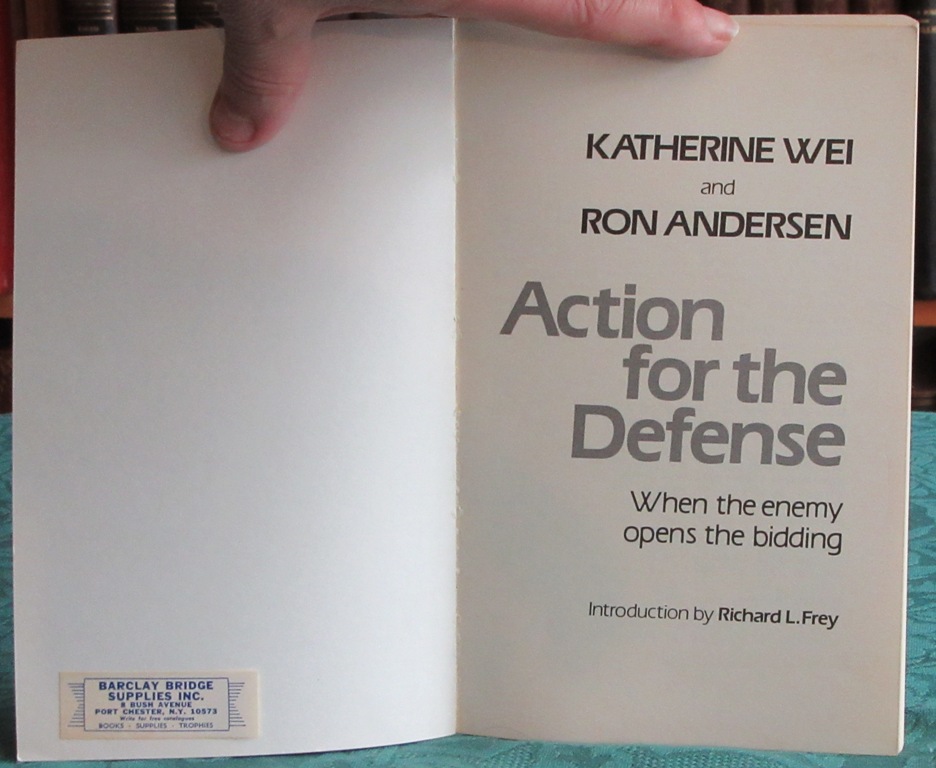 BARCLAY BRIDGE
SUPPLIES INC.
8 BUSH AVENUE
PORT CHESTER, N.Y. 10573
Write for free catalogues
BOOKS - SUPPLIES - TROPHIES
KATHERINE WEI
and
RON ANDERSEN
Action
for the
Defense
When the enemy
opens the bidding
Introduction by Richard L. Frey